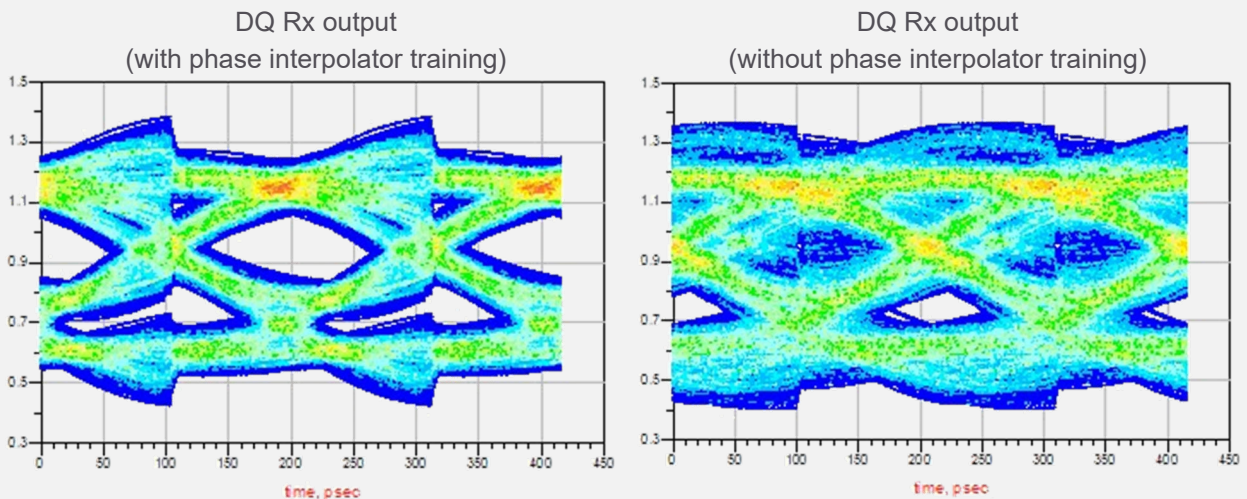 DQ Rx output
(with phase interpolator training)
1.5
1.3
1.1
0.9
0.7
0.5
0.3
0 50 100 150 200 250 300 350 400 450
time, psec
DQ Rx output
(without phase interpolator training)
1.5
1.3
1.1
0.9
0.7
0.5
0.3
0 50 100 150 200 250 300 350 400 450
time, psec